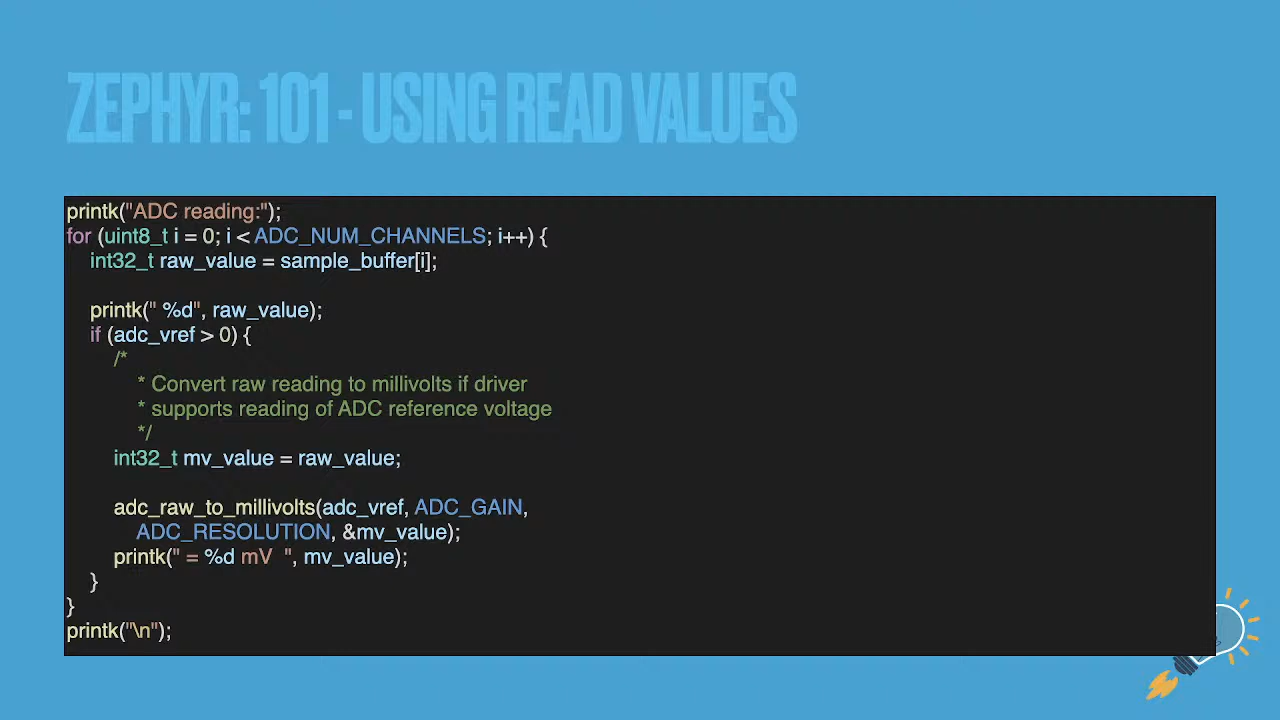 ZEPHYR: 101 - USING READ VALUES
printk("ADC reading:");
for (uint8_t i = 0; i < ADC_NUM_CHANNELS; i++) {
    int32_t raw_value = sample_buffer[i];
    printk(" %d", raw_value);
    if (adc_vref > 0) {
        /*
            * Convert raw reading to millivolts if driver
            * supports reading of ADC reference voltage
            */
        int32_t mv_value = raw_value;
        adc_raw_to_millivolts(adc_vref, ADC_GAIN,
            ADC_RESOLUTION, &mv_value);
        printk(" = %d mV  ", mv_value);
    }
}
printk("\n");